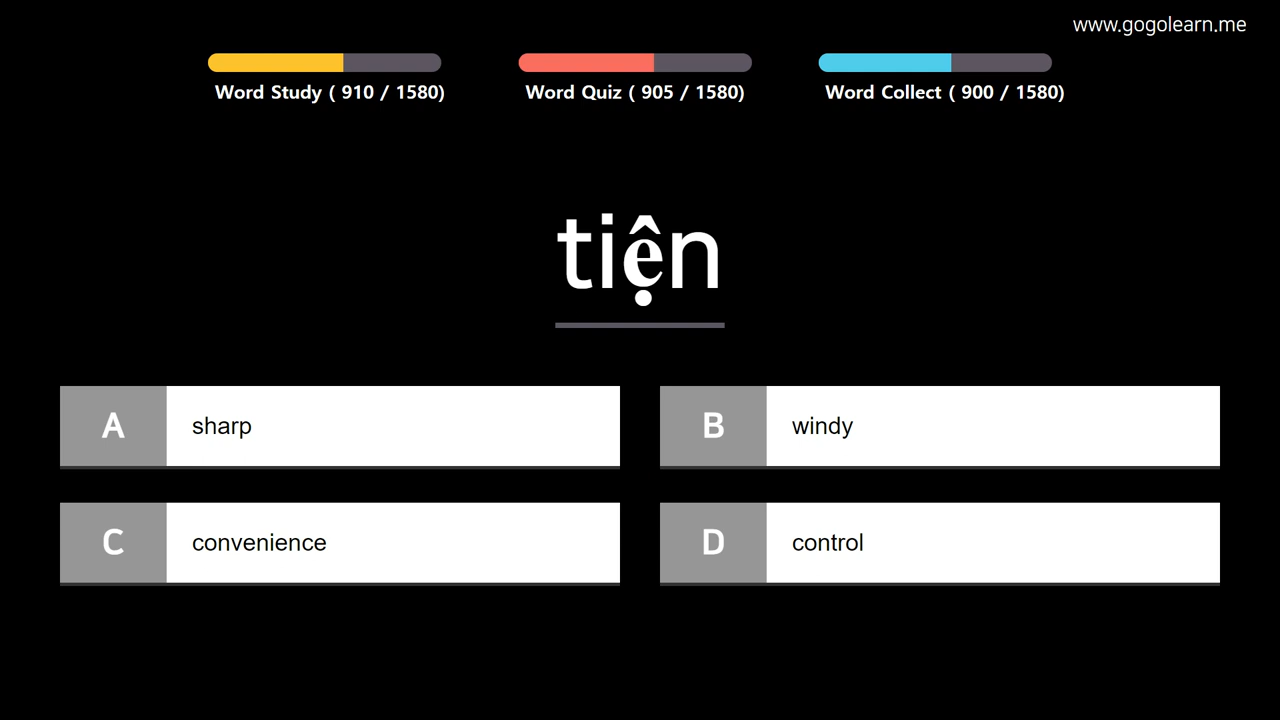 www.gogolearn.me
Word Study ( 910 / 1580)
Word Quiz ( 905 / 1580)
Word Collect ( 900 / 1580)
tiện
A sharp
B windy
C convenience
D control